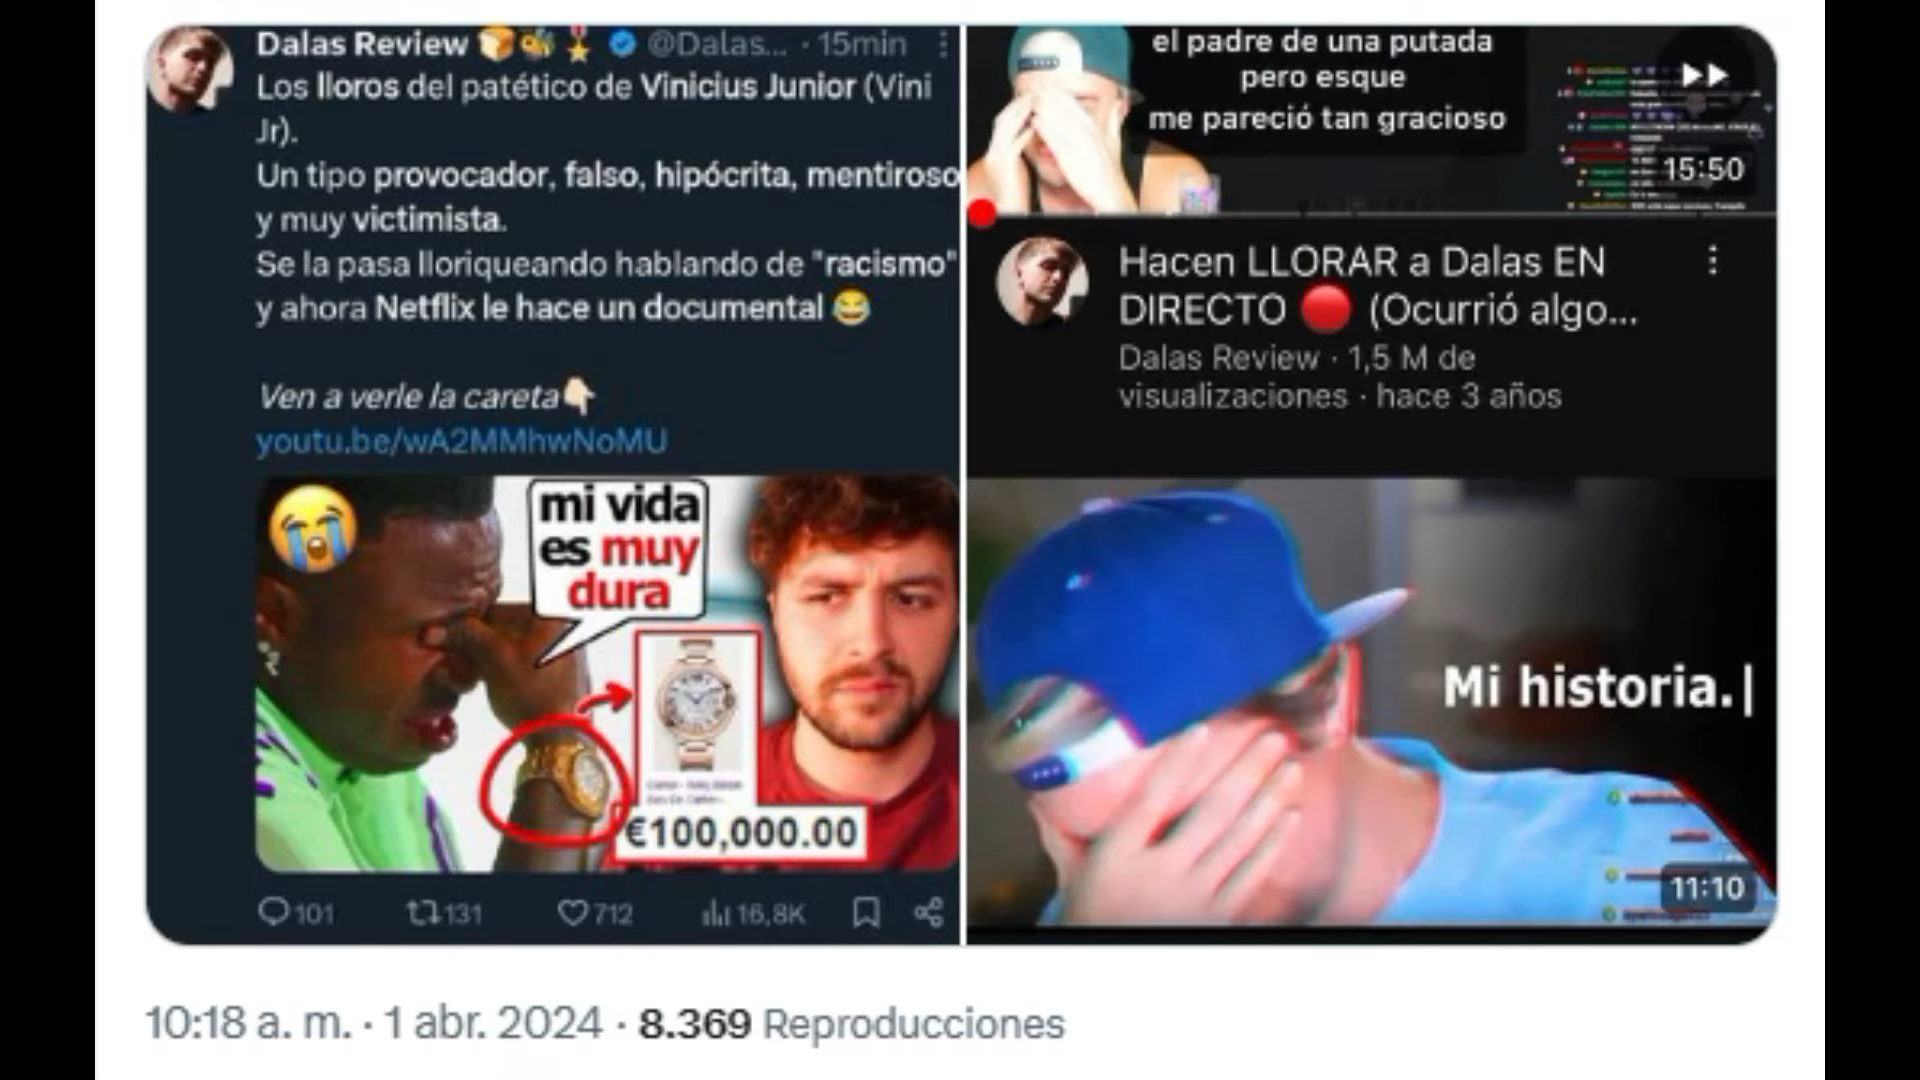 Dalas Review @Dalas... · 15min
Los lloros del patético de Vinicius Junior (Vini
Jr).
Un tipo provocador, falso, hipócrita, mentiroso
y muy victimista.
Se la pasa lloriqueando hablando de "racismo"
y ahora Netflix le hace un documental 😂
Ven a verle la careta👇🏻
youtu.be/wA2MMhwNoMU
mi vida
es muy
dura
€100,000.00
101 131 712 16,8K
el padre de una putada
pero esque
me pareció tan gracioso
15:50
Hacen LLORAR a Dalas EN
DIRECTO 🔴 (Ocurrió algo...
Dalas Review · 1,5 M de
visualizaciones · hace 3 años
Mi historia.|
11:10
10:18 a. m. · 1 abr. 2024 · 8.369 Reproducciones